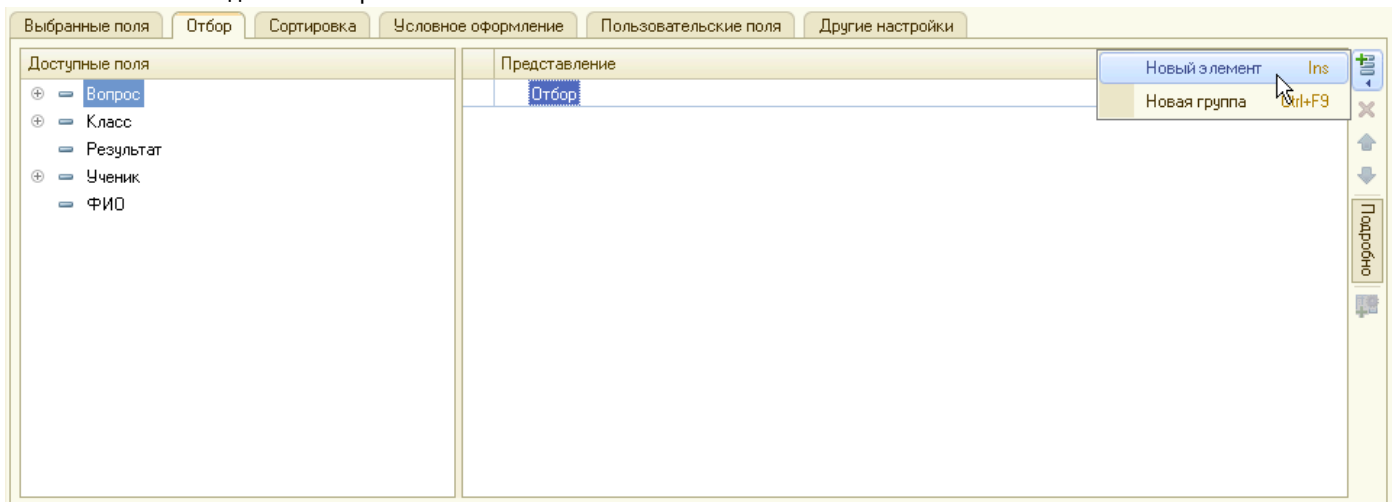 Выбранные поля Отбор Сортировка Условное оформление Пользовательские поля Другие настройки
Доступные поля Представление Новый элемент Ins
Вопрос Отбор Новая группа Ctrl+F9
Класс
Результат
Ученик
ФИО
Подробно